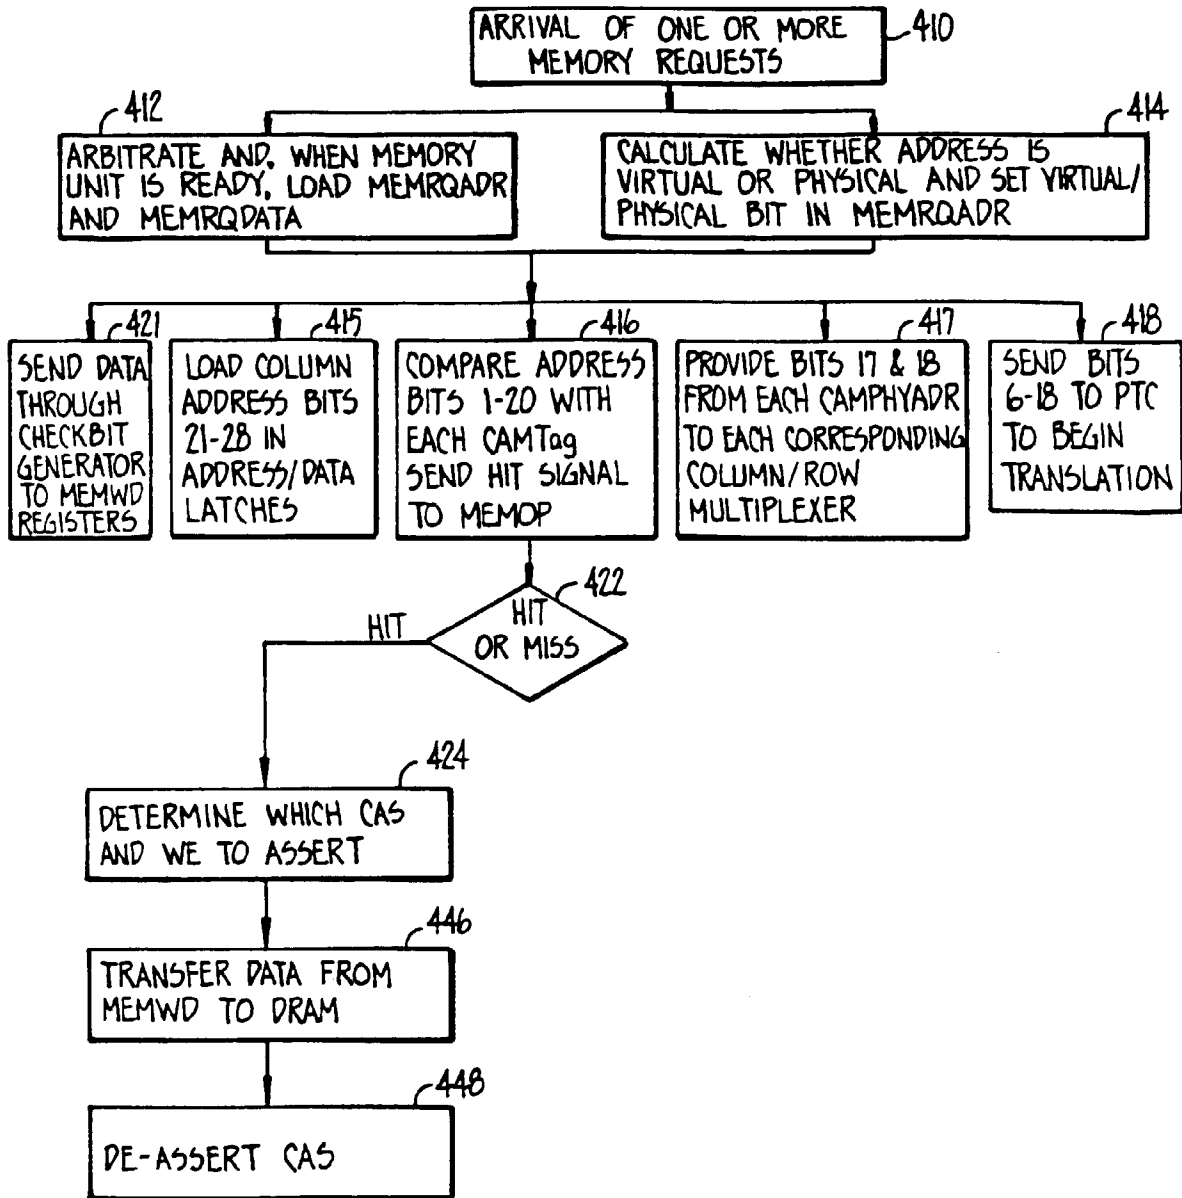 ARRIVAL OF ONE OR MORE
MEMORY REQUESTS
410
412
ARBITRATE AND, WHEN MEMORY
UNIT IS READY, LOAD MEMRQADR
AND MEMRQDATA
414
CALCULATE WHETHER ADDRESS IS
VIRTUAL OR PHYSICAL AND SET VIRTUAL/
PHYSICAL BIT IN MEMRQADR
421
SEND DATA
THROUGH
CHECKBIT
GENERATOR
TO MEMWD
REGISTERS
415
LOAD COLUMN
ADDRESS BITS
21-28 IN
ADDRESS/DATA
LATCHES
416
COMPARE ADDRESS
BITS 1-20 WITH
EACH CAMTag
SEND HIT SIGNAL
TO MEMOP
417
PROVIDE BITS 17 & 18
FROM EACH CAMPHYADR
TO EACH CORRESPONDING
COLUMN/ROW
MULTIPLEXER
418
SEND BITS
6-18 TO PTC
TO BEGIN
TRANSLATION
422
HIT
OR MISS
HIT
424
DETERMINE WHICH CAS
AND WE TO ASSERT
446
TRANSFER DATA FROM
MEMWD TO DRAM
448
DE-ASSERT CAS